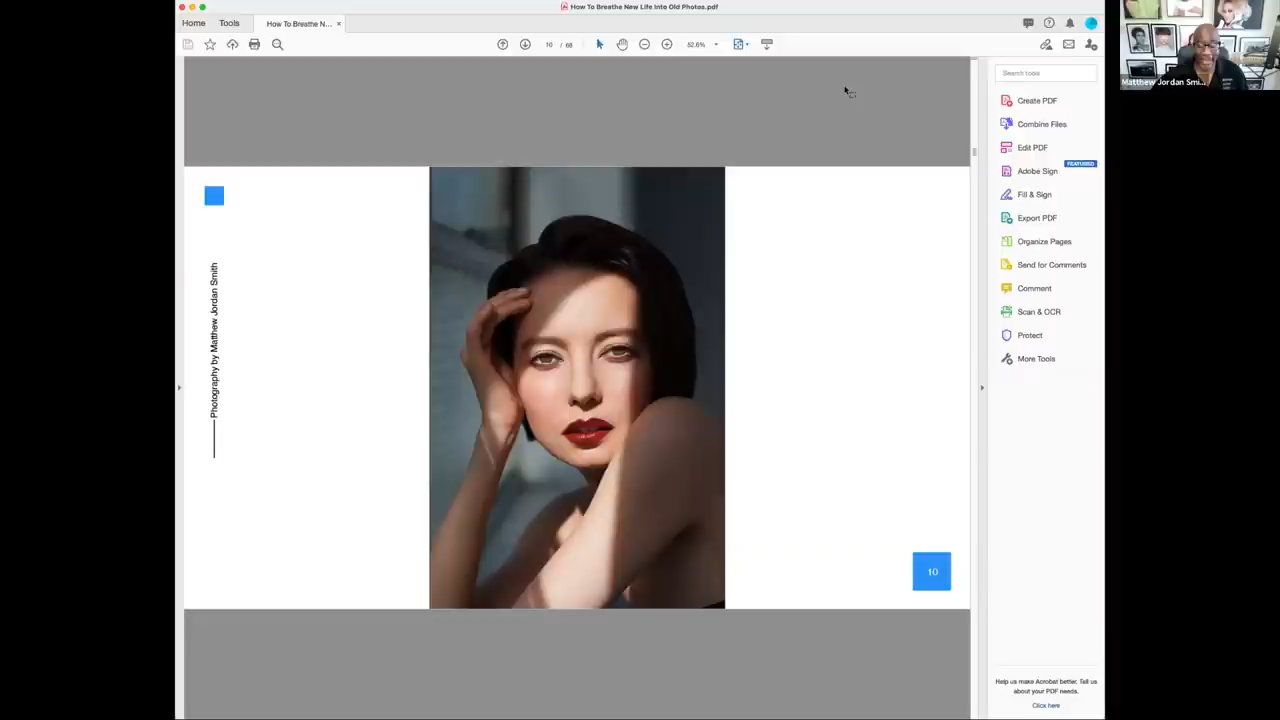 How To Breathe New Life Into Old Photos.pdf
Home
Tools
How To Breathe N...
10 / 68
52.6%
Search tools
Create PDF
Combine Files
Edit PDF
FEATURED
Adobe Sign
Fill & Sign
Export PDF
Organize Pages
Send for Comments
Comment
Scan & OCR
Protect
More Tools
Photography by Matthew Jordan Smith
10
Help us make Acrobat better. Tell us
about your PDF needs.
Click here
Matthew Jordan Smi...